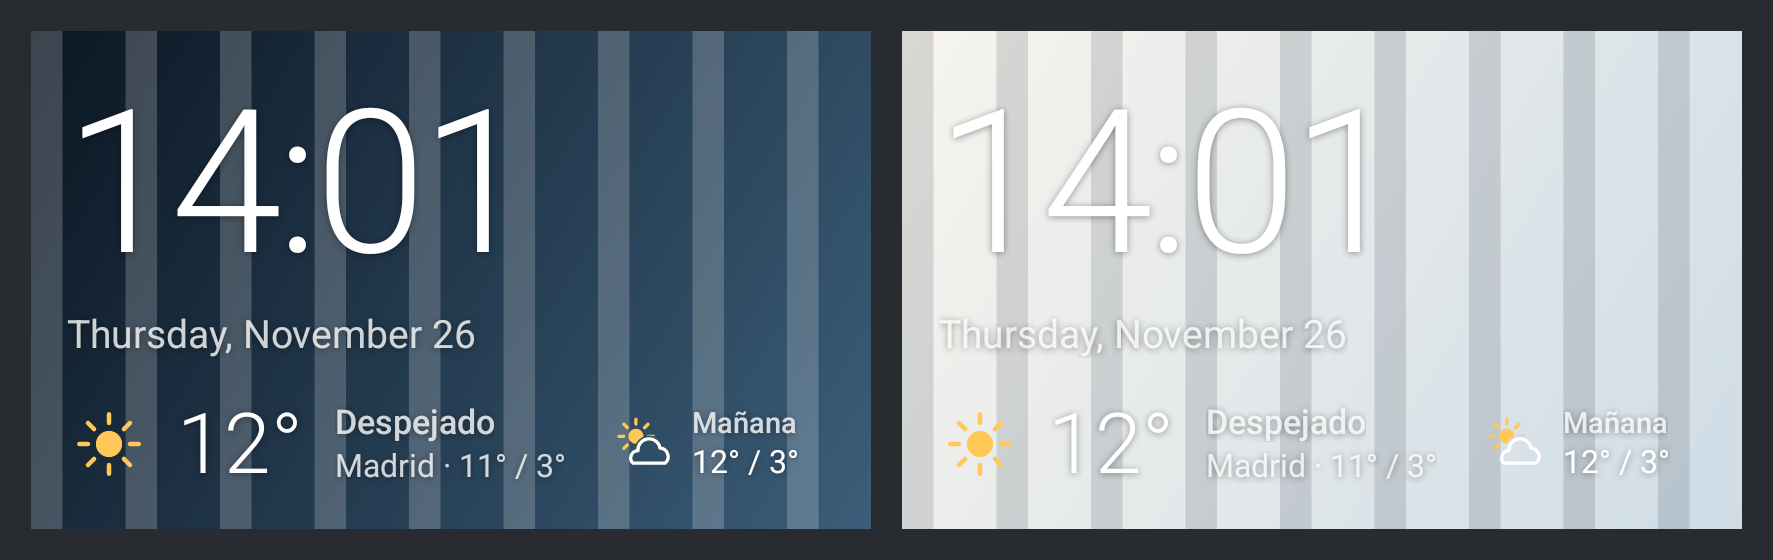 14:01
Thursday, November 26
12°
Despejado
Madrid · 11° / 3°
Mañana
12° / 3°
14:01
Thursday, November 26
12°
Despejado
Madrid · 11° / 3°
Mañana
12° / 3°